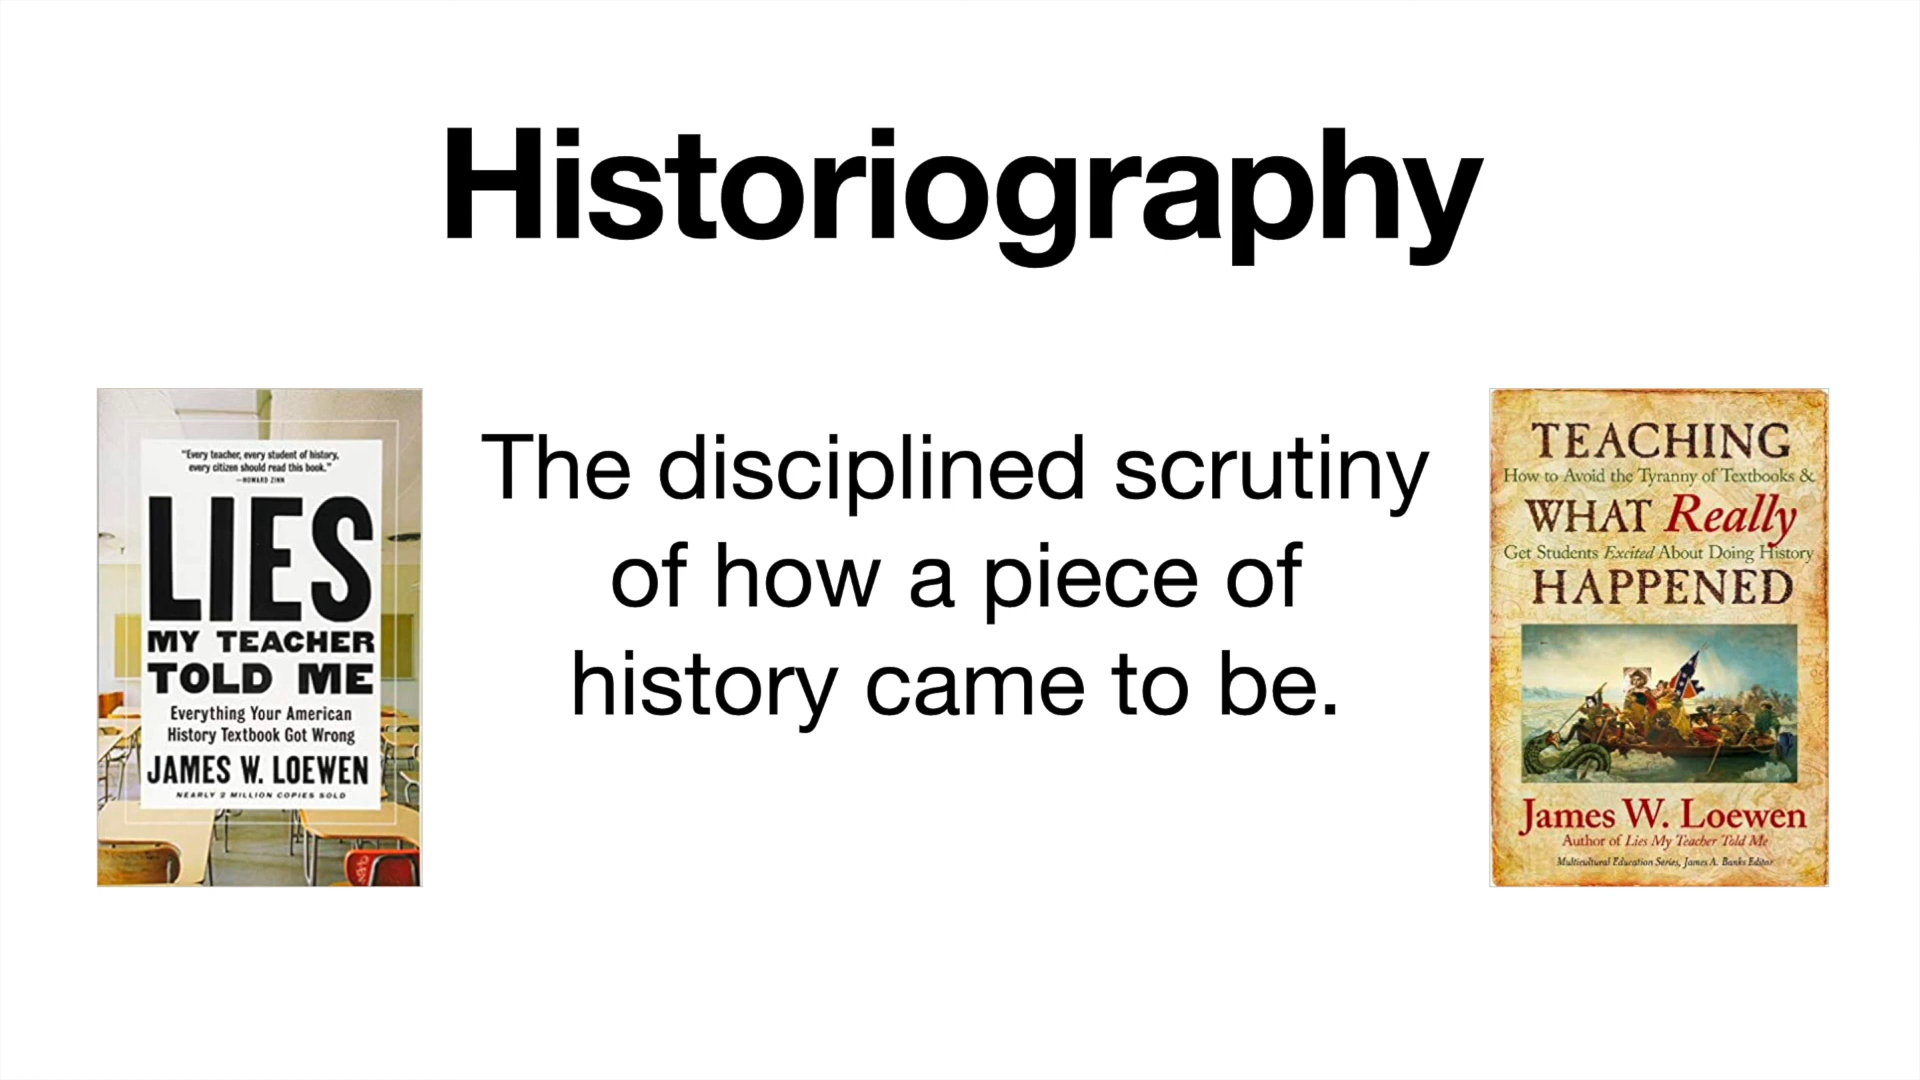 Historiography
"Every teacher, every student of history,
every citizen should read this book."
—HOWARD ZINN
LIES
MY TEACHER
TOLD ME
Everything Your American
History Textbook Got Wrong
JAMES W. LOEWEN
NEARLY 2 MILLION COPIES SOLD
The disciplined scrutiny
of how a piece of
history came to be.
TEACHING
How to Avoid the Tyranny of Textbooks &
WHAT Really
Get Students Excited About Doing History
HAPPENED
James W. Loewen
Author of Lies My Teacher Told Me
Multicultural Education Series, James A. Banks Editor